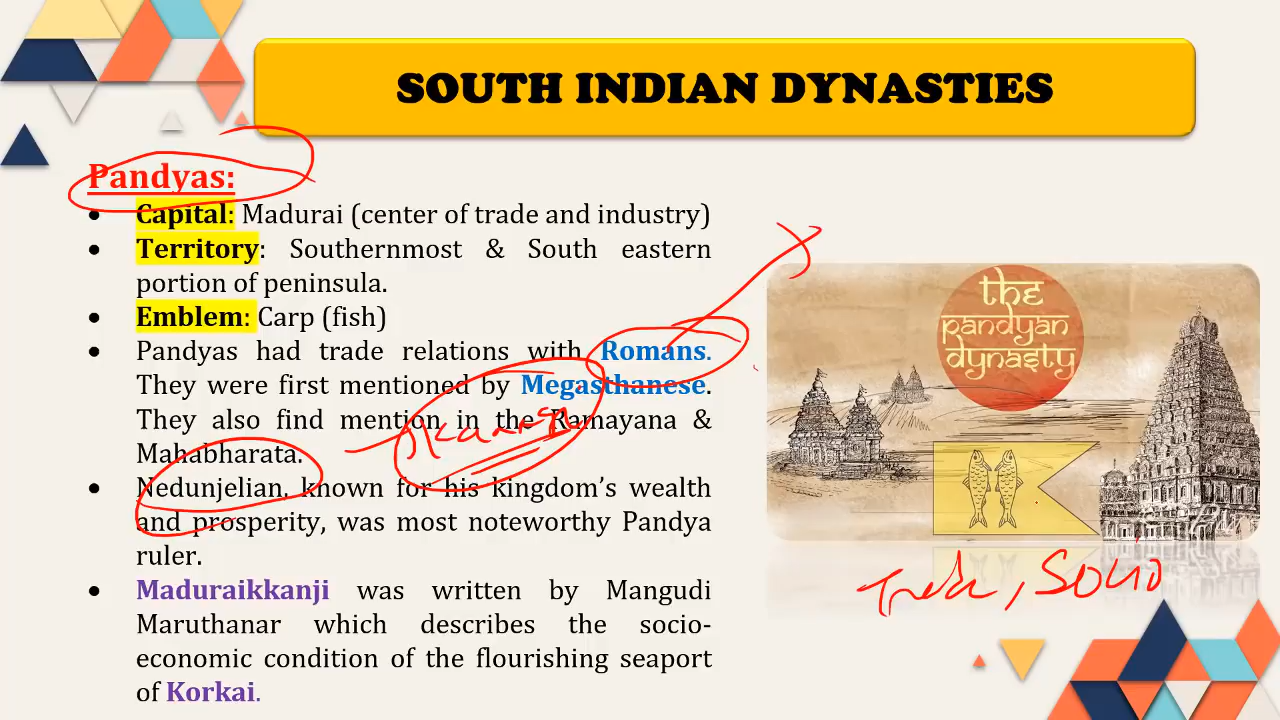 SOUTH INDIAN DYNASTIES
Pandyas:
• Capital: Madurai (center of trade and industry)
• Territory: Southernmost & South eastern
portion of peninsula.
• Emblem: Carp (fish)
• Pandyas had trade relations with Romans.
They were first mentioned by Megasthanese.
They also find mention in the Ramayana &
Mahabharata.
• Nedunjelian, known for his kingdom's wealth
and prosperity, was most noteworthy Pandya
ruler.
• Maduraikkanji was written by Mangudi
Maruthanar which describes the socio-
economic condition of the flourishing seaport
of Korkai.
the
pandyan
dynasty
, Socio